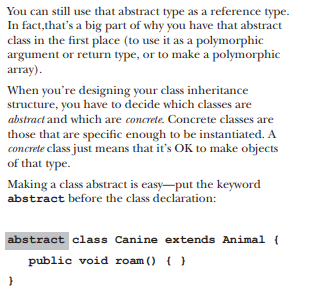 You can still use that abstract type as a reference type.
In fact,that's a big part of why you have that abstract
class in the first place (to use it as a polymorphic
argument or return type, or to make a polymorphic
array).
When you're designing your class inheritance
structure, you have to decide which classes are
abstract and which are concrete. Concrete classes are
those that are specific enough to be instantiated. A
concrete class just means that it's OK to make objects
of that type.
Making a class abstract is easy—put the keyword
abstract before the class declaration:
abstract class Canine extends Animal {
public void roam() { }
}